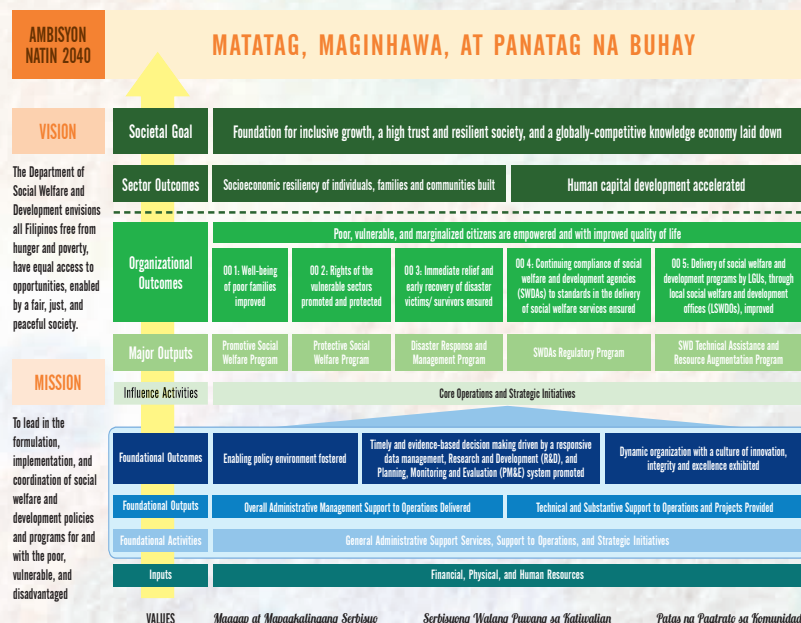 AMBISYON
NATIN 2040
MATATAG, MAGINHAWA, AT PANATAG NA BUHAY
VISION
The Department of
Social Welfare and
Development envisions
all Filipinos free from
hunger and poverty,
have equal access to
opportunities, enabled
by a fair, just, and
peaceful society.
MISSION
To lead in the
formulation,
implementation, and
coordination of social
welfare and
development policies
and programs for and
with the poor,
vulnerable, and
disadvantaged
Societal Goal
Foundation for inclusive growth, a high trust and resilient society, and a globally-competitive knowledge economy laid down
Sector Outcomes
Socioeconomic resiliency of individuals, families and communities built
Human capital development accelerated
Organizational
Outcomes
Poor, vulnerable, and marginalized citizens are empowered and with improved quality of life
OO 1: Well-being
of poor families
improved
OO 2: Rights of the
vulnerable sectors
promoted and protected
OO 3: Immediate relief and
early recovery of disaster
victims/ survivors ensured
OO 4: Continuing compliance of social
welfare and development agencies
(SWDAs) to standards in the delivery
of social welfare services ensured
OO 5: Delivery of social welfare and
development programs by LGUs, through
local social welfare and development
offices (LSWDOs), improved
Major Outputs
Promotive Social
Welfare Program
Protective Social
Welfare Program
Disaster Response and
Management Program
SWDAs Regulatory Program
SWD Technical Assistance and
Resource Augmentation Program
Influence Activities
Core Operations and Strategic Initiatives
Foundational Outcomes
Enabling policy environment fostered
Timely and evidence-based decision making driven by a responsive
data management, Research and Development (R&D), and
Planning, Monitoring and Evaluation (PM&E) system promoted
Dynamic organization with a culture of innovation,
integrity and excellence exhibited
Foundational Outputs
Overall Administrative Management Support to Operations Delivered
Technical and Substantive Support to Operations and Projects Provided
Foundational Activities
General Administrative Support Services, Support to Operations, and Strategic Initiatives
Inputs
Financial, Physical, and Human Resources
VALUES
Maagap at Mapagkalingang Serbisyo
Serbisyong Walang Puwang sa Katiwalian
Patas na Pagtrato sa Komunidad